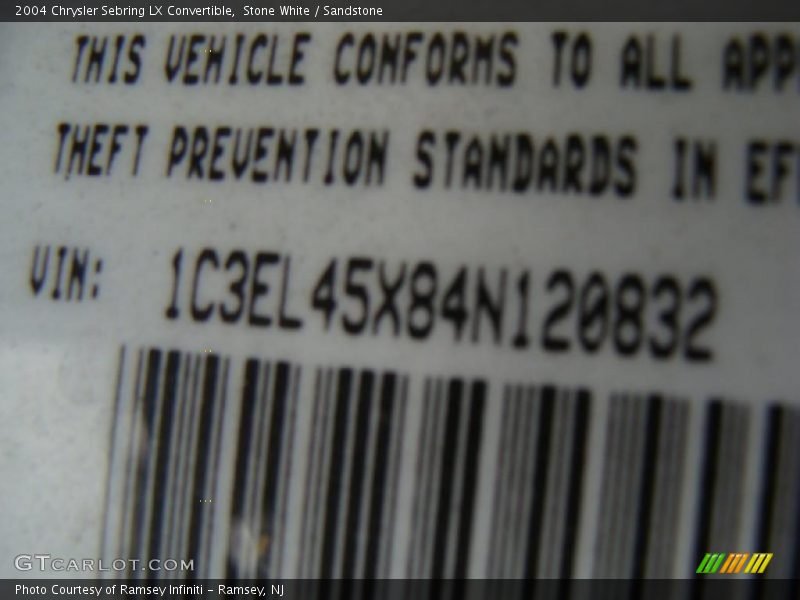 2004 Chrysler Sebring LX Convertible, Stone White / Sandstone
THIS VEHICLE CONFORMS TO ALL APP
THEFT PREVENTION STANDARDS IN EF
VIN: 1C3EL45X84N120832
GTCARLOT.COM
Photo Courtesy of Ramsey Infiniti - Ramsey, NJ